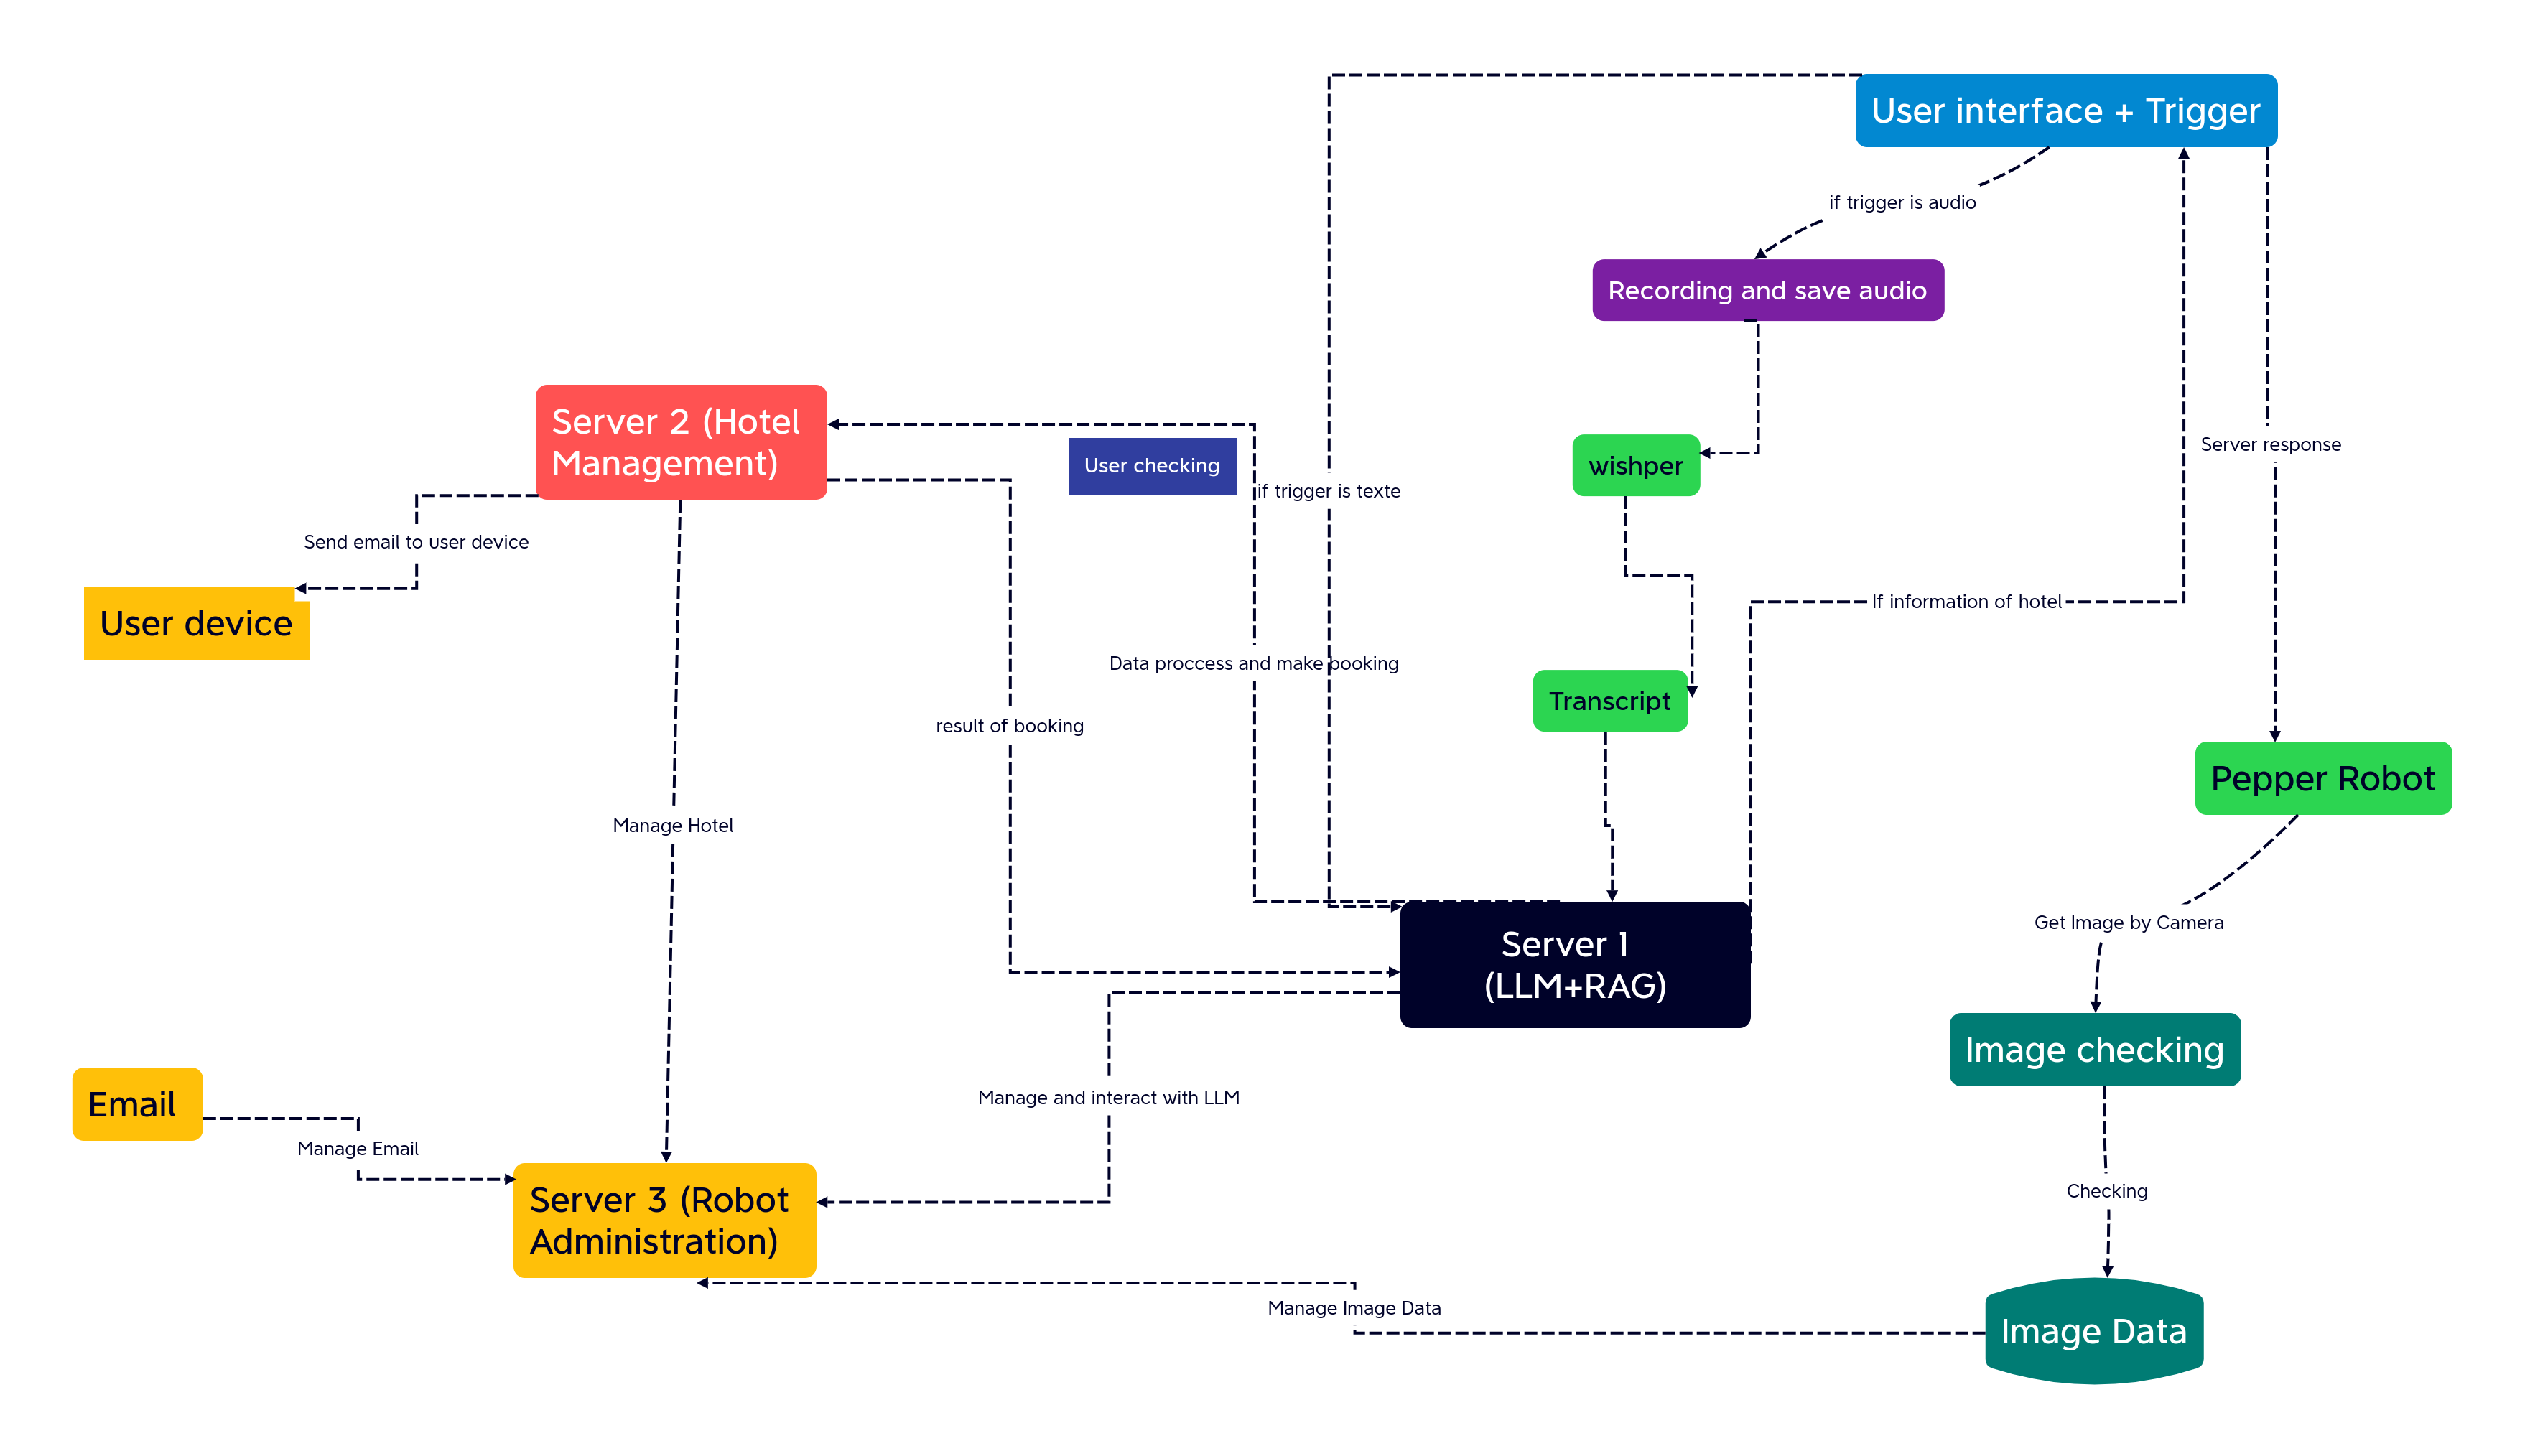 User interface + Trigger
if trigger is audio
Recording and save audio
Server 2 (Hotel
Management)
User checking
wishper
Server response
if trigger is texte
Send email to user device
User device
If information of hotel
Data proccess and make booking
Transcript
result of booking
Pepper Robot
Manage Hotel
Get Image by Camera
Server 1
(LLM+RAG)
Image checking
Manage and interact with LLM
Email
Manage Email
Checking
Server 3 (Robot
Administration)
Manage Image Data
Image Data